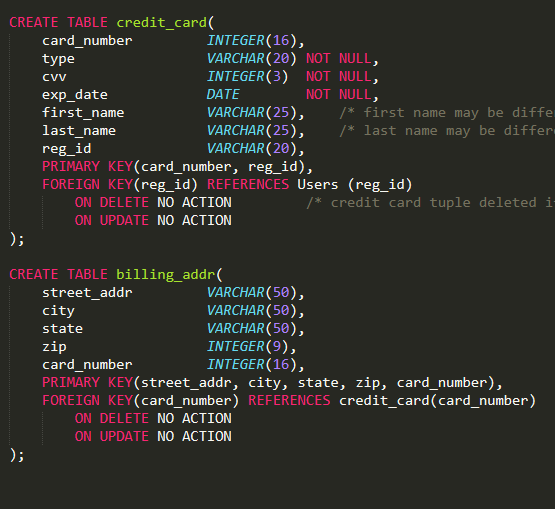 CREATE TABLE credit_card(
card_number INTEGER(16),
type VARCHAR(20) NOT NULL,
cvv INTEGER(3) NOT NULL,
exp_date DATE NOT NULL,
first_name VARCHAR(25), /* first name may be
last_name VARCHAR(25), /* last name may be
reg_id VARCHAR(20),
PRIMARY KEY(card_number, reg_id),
FOREIGN KEY(reg_id) REFERENCES Users (reg_id)
ON DELETE NO ACTION /* credit card tuple deleted
ON UPDATE NO ACTION
);
CREATE TABLE billing_addr(
street_addr VARCHAR(50),
city VARCHAR(50),
state VARCHAR(50),
zip INTEGER(9),
card_number INTEGER(16),
PRIMARY KEY(street_addr, city, state, zip, card_number),
FOREIGN KEY(card_number) REFERENCES credit_card(card_number)
ON DELETE NO ACTION
ON UPDATE NO ACTION
);